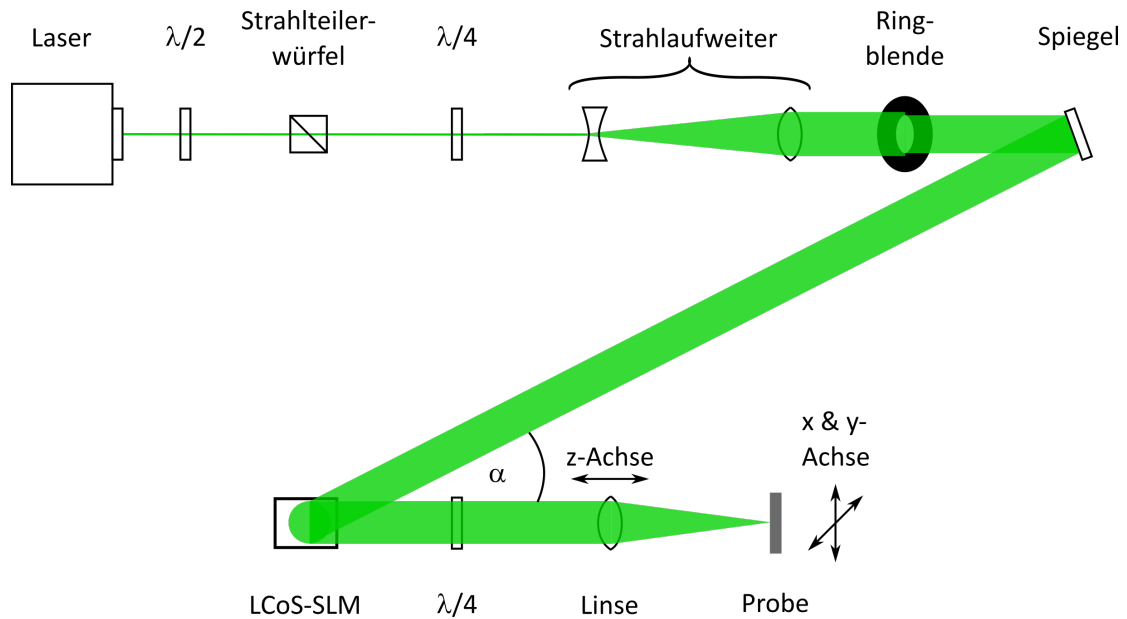 Laser
λ/2
Strahlteiler-
würfel
λ/4
Strahlaufweiter
Ring-
blende
Spiegel
α
z-Achse
x & y-
Achse
LCoS-SLM
λ/4
Linse
Probe